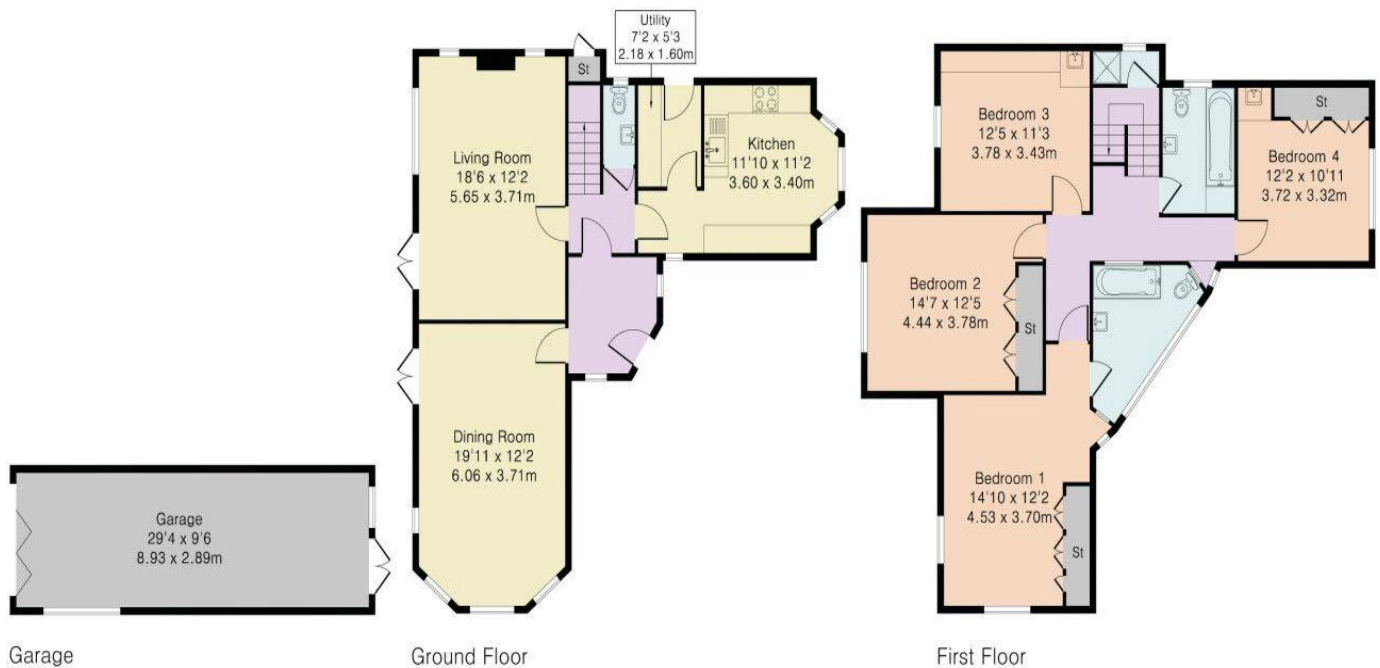 Utility
7'2 x 5'3
2.18 x 1.60m
St
Living Room
18'6 x 12'2
5.65 x 3.71m
Kitchen
11'10 x 11'2
3.60 x 3.40m
Dining Room
19'11 x 12'2
6.06 x 3.71m
Garage
29'4 x 9'6
8.93 x 2.89m
Bedroom 3
12'5 x 11'3
3.78 x 3.43m
St
Bedroom 4
12'2 x 10'11
3.72 x 3.32m
Bedroom 2
14'7 x 12'5
4.44 x 3.78m
St
Bedroom 1
14'10 x 12'2
4.53 x 3.70m
St
Garage
Ground Floor
First Floor